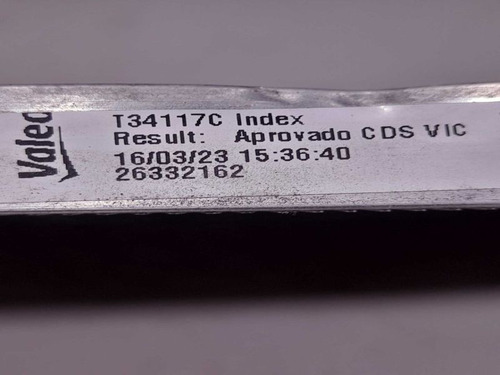 Valeo
T34117C Index
Result: Aprovado CDS VIC
16/03/23 15:36:40
26332162